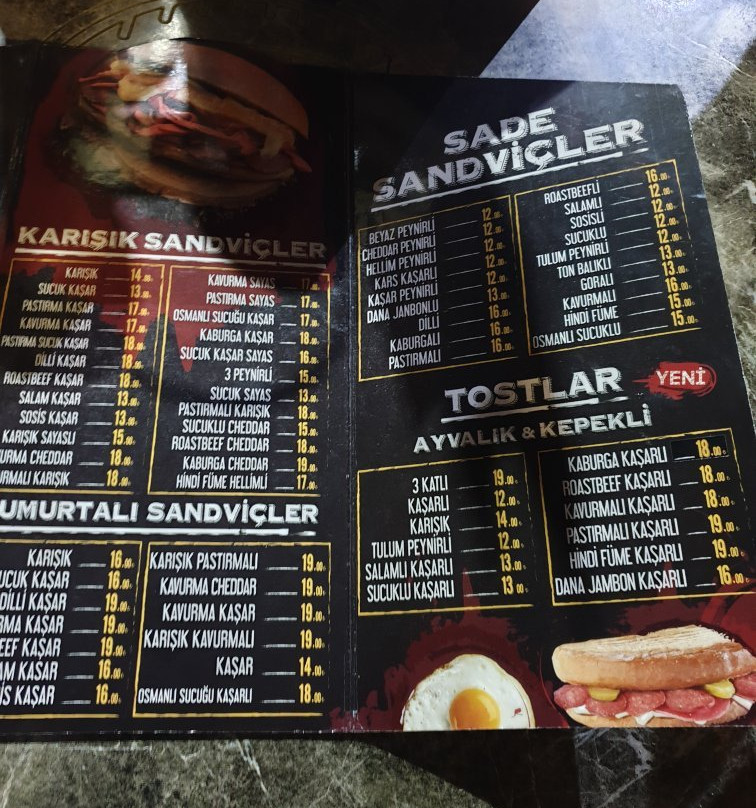 KARIŞIK SANDVİÇLER
KARIŞIK 14.00₺
SUCUK KAŞAR 13.00₺
PASTIRMA KAŞAR 17.00₺
KAVURMA KAŞAR 17.00₺
PASTIRMA SUCUK KAŞAR 18.00₺
DİLLİ KAŞAR 18.00₺
ROASTBEEF KAŞAR 18.00₺
SALAM KAŞAR 13.00₺
SOSİS KAŞAR 13.00₺
KARIŞIK SAYASLI 15.00₺
URMA CHEDDAR 18.00₺
URMALI KARIŞIK 18.00₺
KAVURMA SAYAS 17.00₺
PASTIRMA SAYAS 17.00₺
OSMANLI SUCUĞU KAŞAR 17.00₺
KABURGA KAŞAR 18.00₺
SUCUK KAŞAR SAYAS 16.00₺
3 PEYNİRLİ 15.00₺
SUCUK SAYAS 13.00₺
PASTIRMALI KARIŞIK 18.00₺
SUCUKLU CHEDDAR 15.00₺
ROASTBEEF CHEDDAR 18.00₺
KABURGA CHEDDAR 19.00₺
HİNDİ FÜME HELLİMLİ 17.00₺
UMURTALI SANDVİÇLER
KARIŞIK 16.00₺
UCUK KAŞAR 16.00₺
DİLLİ KAŞAR 19.00₺
RMA KAŞAR 19.00₺
EEF KAŞAR 19.00₺
AM KAŞAR 16.00₺
İS KAŞAR 16.00₺
KARIŞIK PASTIRMALI 19.00₺
KAVURMA CHEDDAR 19.00₺
KAVURMA KAŞAR 19.00₺
KARIŞIK KAVURMALI 19.00₺
KAŞAR 14.00₺
OSMANLI SUCUĞU KAŞARLI 18.00₺
SADE
SANDVİÇLER
BEYAZ PEYNİRLİ 12.00₺
CHEDDAR PEYNİRLİ 12.00₺
HELLİM PEYNİRLİ 12.00₺
KARS KAŞARLI 12.00₺
KAŞAR PEYNİRLİ 12.00₺
DANA JANBONLU 13.00₺
DİLLİ 16.00₺
KABURGALI 16.00₺
PASTIRMALI 16.00₺
ROASTBEEFLİ 16.00₺
SALAMLI 12.00₺
SOSİSLİ 12.00₺
SUCUKLU 12.00₺
TULUM PEYNİRLİ 12.00₺
TON BALIKLI 13.00₺
GORALI 13.00₺
KAVURMALI 16.00₺
HİNDİ FÜME 15.00₺
OSMANLI SUCUKLU 15.00₺
TOSTLAR YENİ
AYVALIK & KEPEKLİ
3 KATLI 19.00₺
KAŞARLI 12.00₺
KARIŞIK 14.00₺
TULUM PEYNİRLİ 12.00₺
SALAMLI KAŞARLI 13.00₺
SUCUKLU KAŞARLI 13 00₺
KABURGA KAŞARLI 18.00₺
ROASTBEEF KAŞARLI 18.00₺
KAVURMALI KAŞARLI 18.00₺
PASTIRMALI KAŞARLI 19.00₺
HİNDİ FÜME KAŞARLI 19.00₺
DANA JAMBON KAŞARLI 16.00₺